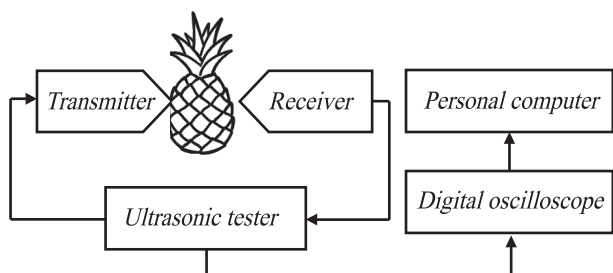 Transmitter
Receiver
Personal computer
Ultrasonic tester
Digital oscilloscope